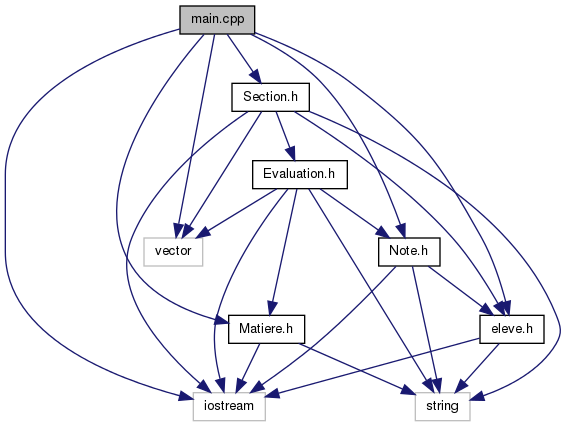 main.cpp
Section.h
Evaluation.h
vector
Note.h
Matiere.h
eleve.h
iostream
string